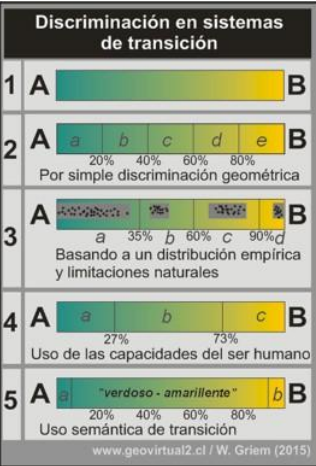 Discriminación en sistemas
de transición
1 A B
2 A a b c d e B
20% 40% 60% 80%
Por simple discriminación geométrica
3 A B
a 35% b 60% c 90% d
Basando a un distribución empírica
y limitaciones naturales
4 A a b c B
27% 73%
Uso de las capacidades del ser humano
5 A a "verdoso - amarillento" b B
20% 40% 60% 80%
Uso semántica de transición
www.geovirtual2.cl / W. Griem (2015)